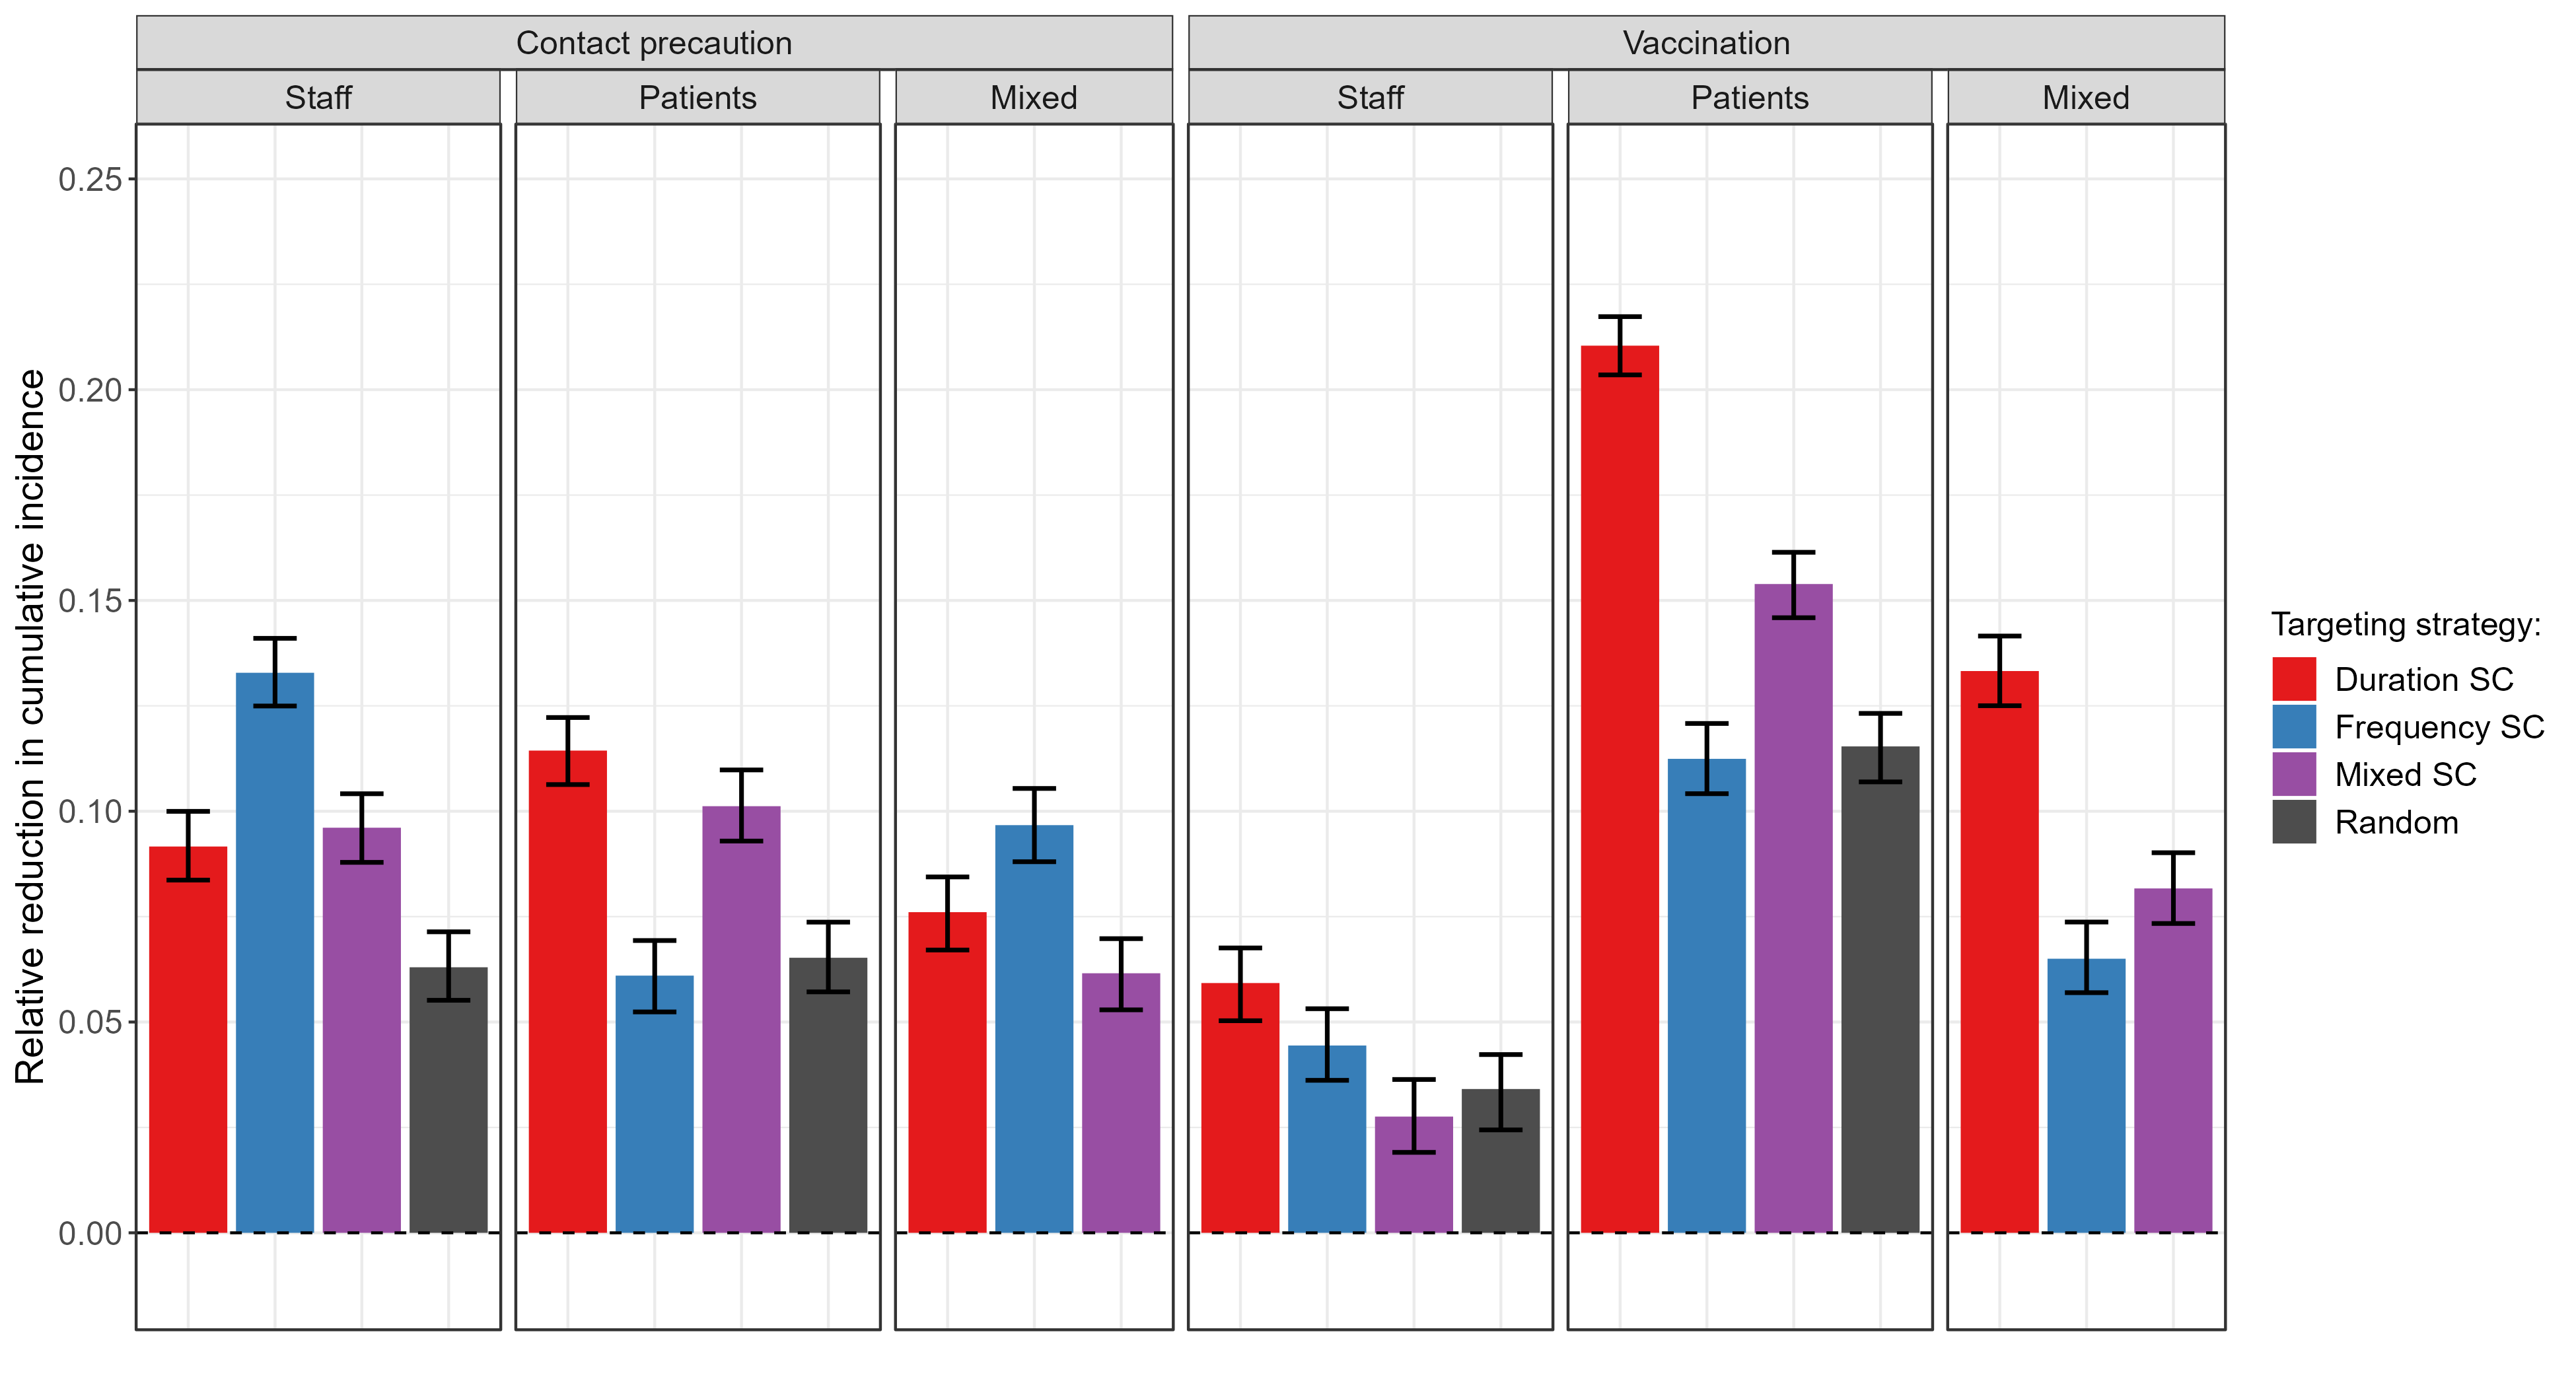 Contact precaution
Vaccination
Staff
Patients
Mixed
Staff
Patients
Mixed
Relative reduction in cumulative incidence
0.25
0.20
0.15
0.10
0.05
0.00
Targeting strategy:
Duration SC
Frequency SC
Mixed SC
Random